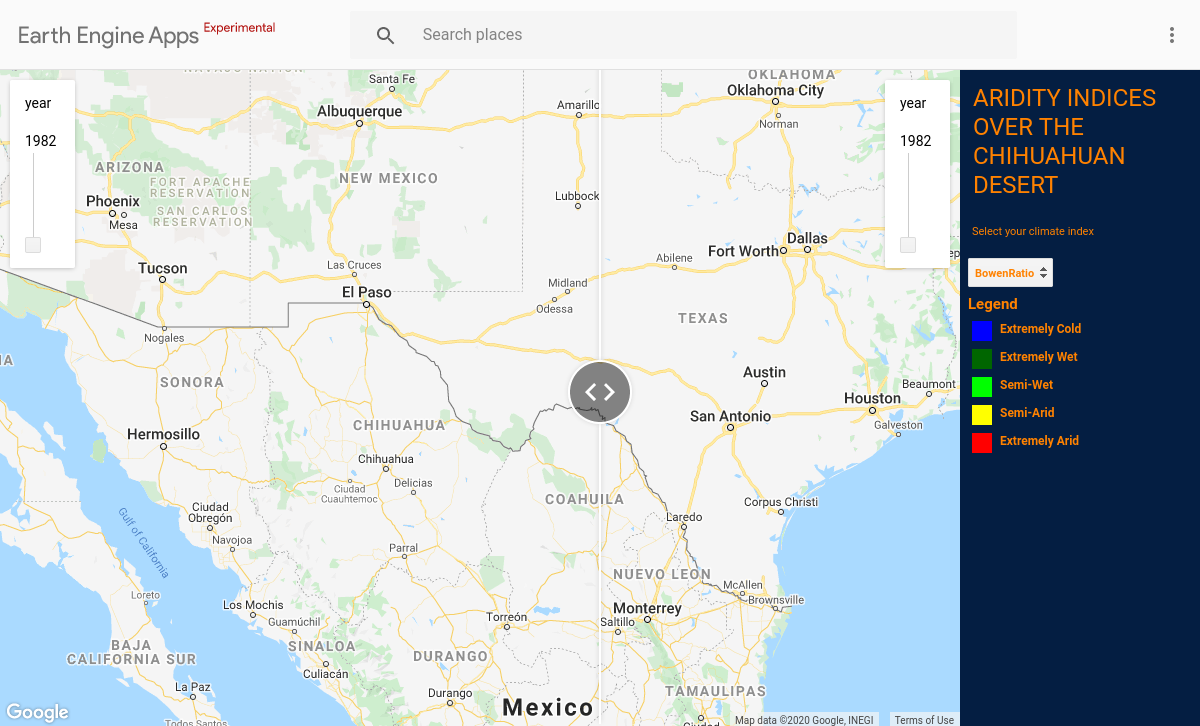 Earth Engine Apps Experimental
Search places
NAVAJO NATION
Santa Fe
Albuquerque
Amarillo
OKLAHOMA
Oklahoma City
Norman
year
1982
year
1982
ARIZONA
FORT APACHE
RESERVATION
NEW MEXICO
Phoenix
Mesa
SAN CARLOS
RESERVATION
Lubbock
Dallas
Fort Worth
Abilene
Tucson
Las Cruces
El Paso
Midland
Odessa
TEXAS
Nogales
SONORA
Austin
Beaumont
Houston
San Antonio
Galveston
CHIHUAHUA
Hermosillo
Chihuahua
Ciudad
Cuauhtemoc
Delicias
COAHUILA
Corpus Christi
Ciudad
Obregón
Navojoa
Laredo
Gulf of California
Parral
NUEVO LEON
McAllen
Brownsville
Loreto
Los Mochis
Guamúchil
Torreón
Monterrey
Saltillo
BAJA
CALIFORNIA SUR
SINALOA
Culiacán
DURANGO
La Paz
Durango
TAMAULIPAS
Mexico
Todos Santos
Ciudad
Google
Map data ©2020 Google, INEGI
Terms of Use
ARIDITY INDICES
OVER THE
CHIHUAHUAN
DESERT
Select your climate index
BowenRatio
Legend
Extremely Cold
Extremely Wet
Semi-Wet
Semi-Arid
Extremely Arid